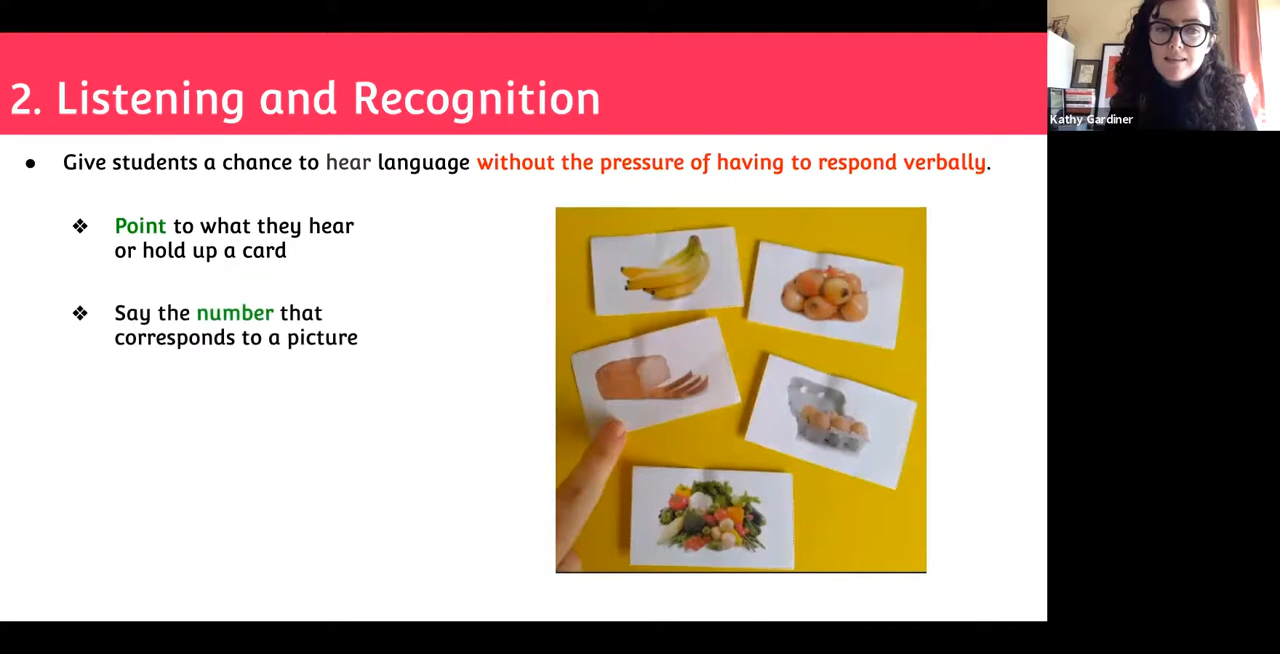 2. Listening and Recognition
Kathy Gardiner
● Give students a chance to hear language without the pressure of having to respond verbally.
❖ Point to what they hear
or hold up a card
❖ Say the number that
corresponds to a picture